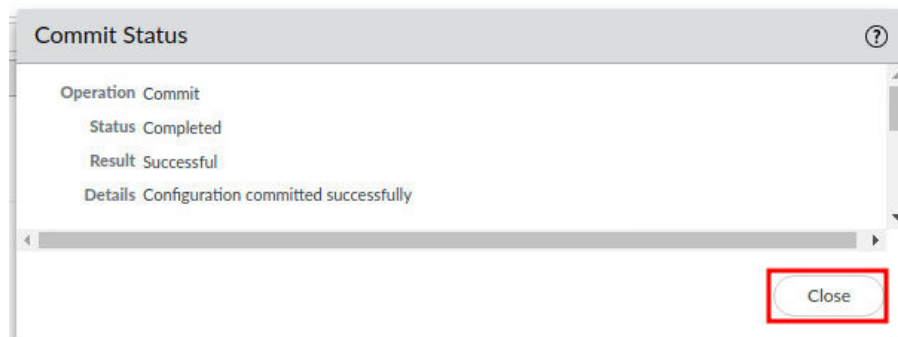 Commit Status
Operation Commit
Status Completed
Result Successful
Details Configuration committed successfully
Close